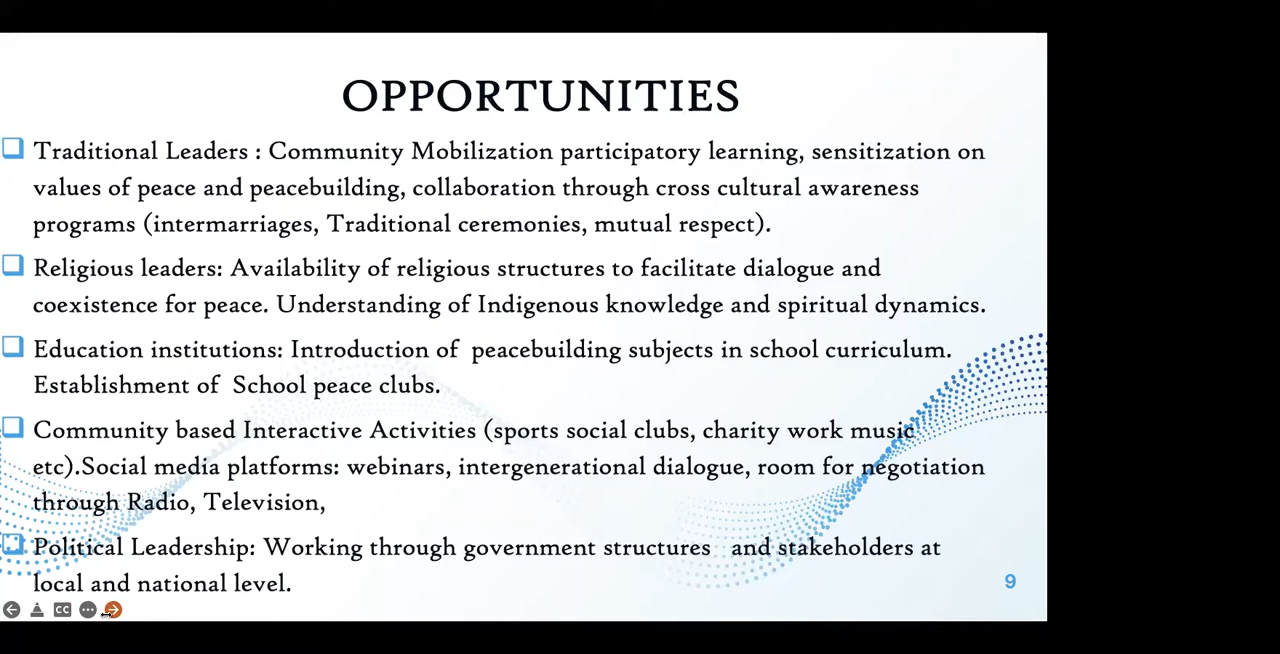 OPPORTUNITIES
Traditional Leaders : Community Mobilization participatory learning, sensitization on
values of peace and peacebuilding, collaboration through cross cultural awareness
programs (intermarriages, Traditional ceremonies, mutual respect).
Religious leaders: Availability of religious structures to facilitate dialogue and
coexistence for peace. Understanding of Indigenous knowledge and spiritual dynamics.
Education institutions: Introduction of  peacebuilding subjects in school curriculum.
Establishment of  School peace clubs.
Community based Interactive Activities (sports social clubs, charity work music
etc).Social media platforms: webinars, intergenerational dialogue, room for negotiation
through Radio, Television,
Political Leadership: Working through government structures   and stakeholders at
local and national level.
9
CC